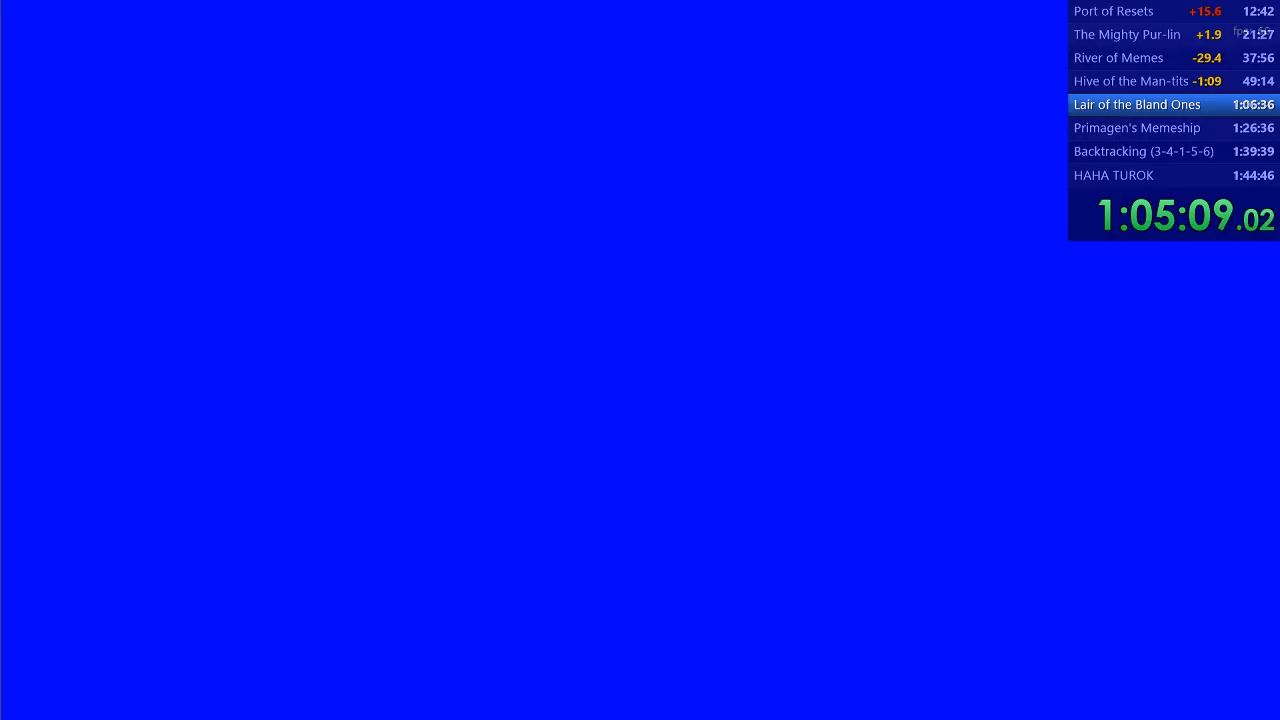 Port of Resets +15.6 12:42
The Mighty Pur-lin +1.9 21:27
River of Memes -29.4 37:56
Hive of the Man-tits -1:09 49:14
Lair of the Bland Ones 1:06:36
Primagen's Memeship 1:26:36
Backtracking (3-4-1-5-6) 1:39:39
HAHA TUROK 1:44:46
1:05:09.02